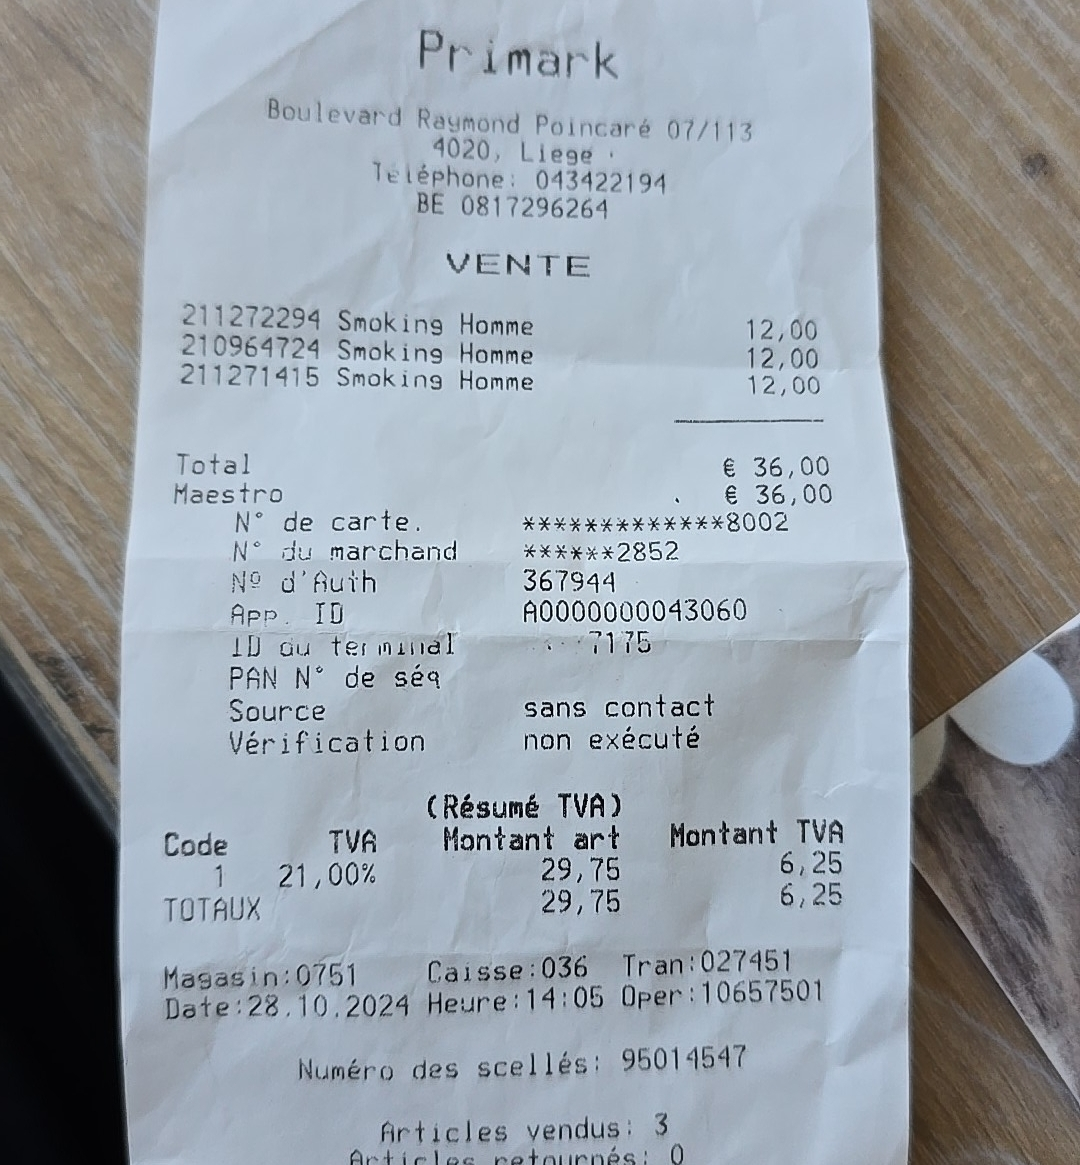 Primark
Boulevard Raymond Poincaré 07/113
4020, Liege
Téléphone: 043422194
BE 0817296264
VENTE
211272294 Smoking Homme 12,00
210964724 Smoking Homme 12,00
211271415 Smoking Homme 12,00
Total € 36,00
Maestro € 36,00
N° de carte. *************8002
N° du marchand ******2852
Nº d'Auth 367944
App. ID A0000000043060
ID du terminal 7175
PAN N° de séq
Source sans contact
Vérification non exécuté
(Résumé TVA)
Code TVA Montant art Montant TVA
1 21,00% 29,75 6,25
TOTAUX 29,75 6,25
Magasin:0751 Caisse:036 Tran:027451
Date:28.10.2024 Heure:14:05 Oper:10657501
Numéro des scellés: 95014547
Articles vendus: 3
Articles retournés: 0